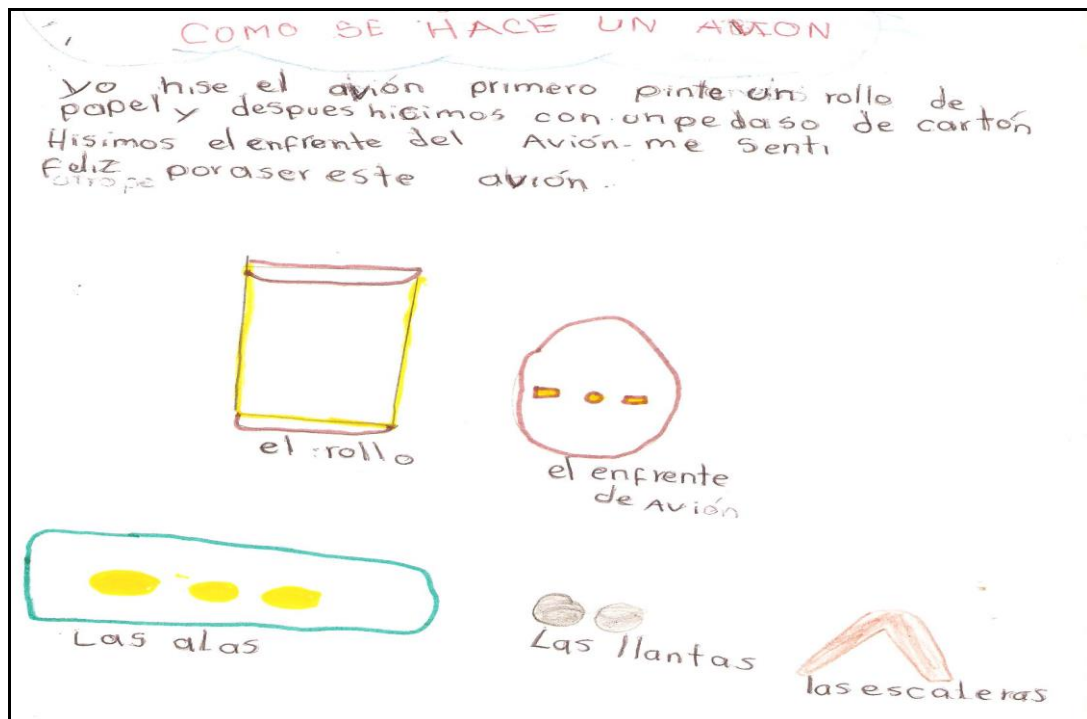 COMO SE HACE UN AVION
yo hise el avión primero pinte un rollo de
papel y despues hicimos con un pedaso de cartón
Hisimos el enfrente del Avión-me Senti
feliz por aser este avión.
el rollo
el enfrente
de Avión
Las alas
Las llantas
las escaleras